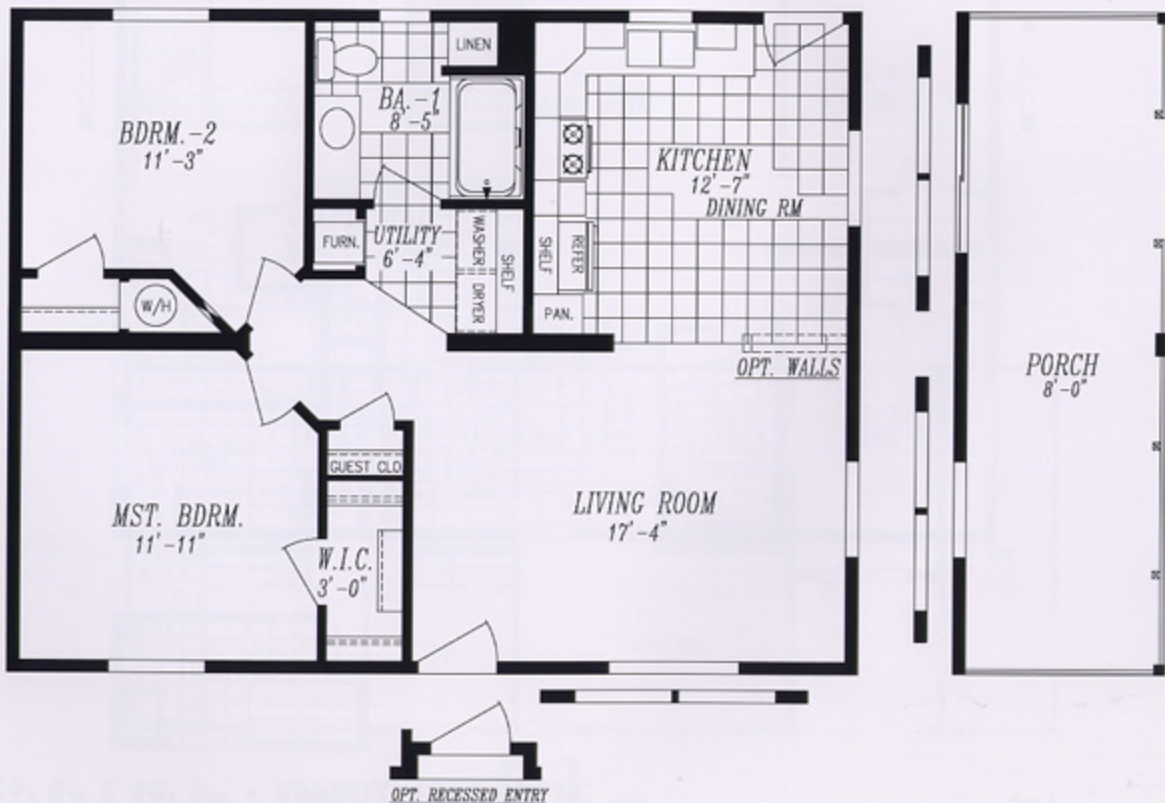 LINEN
BA.-1
8'-5"
BDRM.-2
11'-3"
KITCHEN
12'-7"
DINING RM
FURN.
UTILITY
6'-4"
WASHER
DRYER
SHELF
SHELF
REFER
PAN.
W/H
OPT. WALLS
PORCH
8'-0"
GUEST CLO
MST. BDRM.
11'-11"
W.I.C.
3'-0"
LIVING ROOM
17'-4"
OPT. RECESSED ENTRY